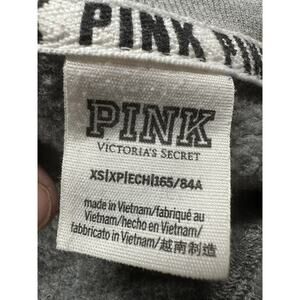 PINK PIN
PINK
VICTORIA'S SECRET
XS|XP|ECH|165/84A
made in Vietnam/fabriqué au
Vietnam/hecho en Vietnam/
fabbricato in Vietnam/越南制造